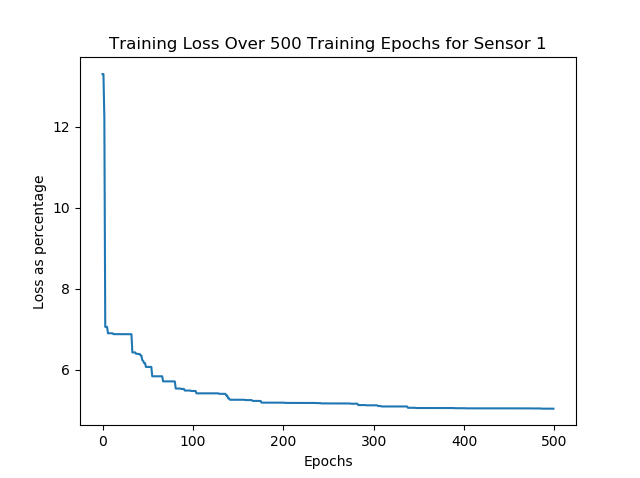 Training Loss Over 500 Training Epochs for Sensor 1
Loss as percentage
12
10
8
6
0 100 200 300 400 500
Epochs